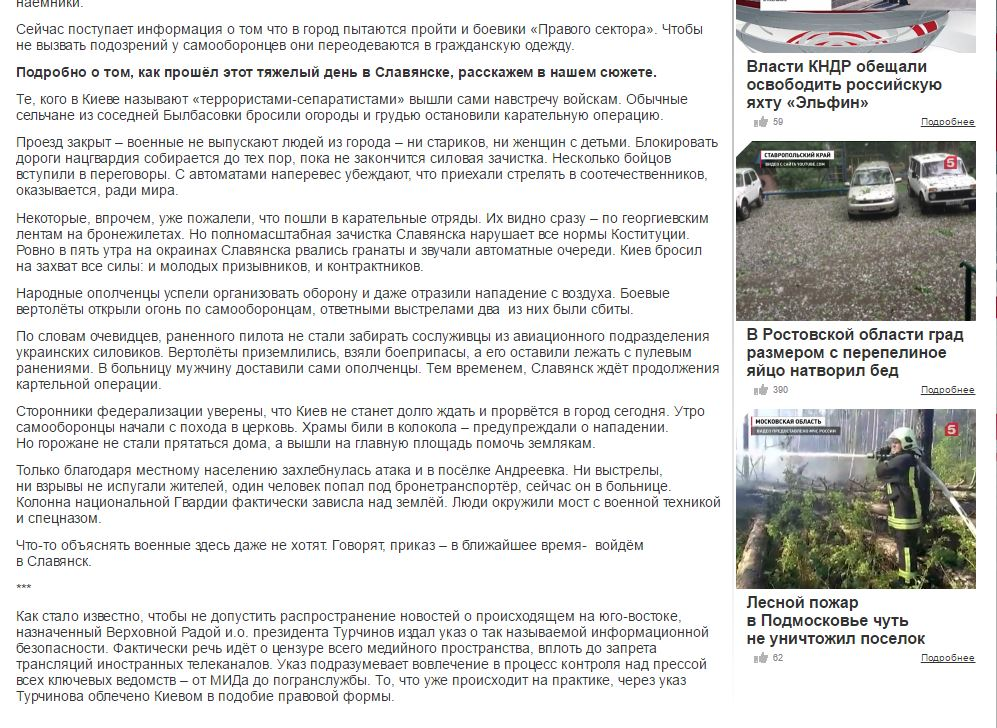 наемники.
Сейчас поступает информация о том что в город пытаются пройти и боевики «Правого сектора». Чтобы
не вызвать подозрений у самооборонцев они переодеваются в гражданскую одежду.
Подробно о том, как прошёл этот тяжелый день в Славянске, расскажем в нашем сюжете.
Те, кого в Киеве называют «террористами-сепаратистами» вышли сами навстречу войскам. Обычные
сельчане из соседней Былбасовки бросили огороды и грудью остановили карательную операцию.
Проезд закрыт – военные не выпускают людей из города – ни стариков, ни женщин с детьми. Блокировать
дороги нацгвардия собирается до тех пор, пока не закончится силовая зачистка. Несколько бойцов
вступили в переговоры. С автоматами наперевес убеждают, что приехали стрелять в соотечественников,
оказывается, ради мира.
Некоторые, впрочем, уже пожалели, что пошли в карательные отряды. Их видно сразу – по георгиевским
лентам на бронежилетах. Но полномасштабная зачистка Славянска нарушает все нормы Коституции.
Ровно в пять утра на окраинах Славянска рвались гранаты и звучали автоматные очереди. Киев бросил
на захват все силы: и молодых призывников, и контрактников.
Народные ополченцы успели организовать оборону и даже отразили нападение с воздуха. Боевые
вертолёты открыли огонь по самооборонцам, ответными выстрелами два  из них были сбиты.
По словам очевидцев, раненного пилота не стали забирать сослуживцы из авиационного подразделения
украинских силовиков. Вертолёты приземлились, взяли боеприпасы, а его оставили лежать с пулевым
ранениями. В больницу мужчину доставили сами ополченцы. Тем временем, Славянск ждёт продолжения
картельной операции.
Сторонники федерализации уверены, что Киев не станет долго ждать и прорвётся в город сегодня. Утро
самооборонцы начали с похода в церковь. Храмы били в колокола – предупреждали о нападении.
Но горожане не стали прятаться дома, а вышли на главную площадь помочь землякам.
Только благодаря местному населению захлебнулась атака и в посёлке Андреевка. Ни выстрелы,
ни взрывы не испугали жителей, один человек попал под бронетранспортёр, сейчас он в больнице.
Колонна национальной Гвардии фактически зависла над землёй. Люди окружили мост с военной техникой
и спецназом.
Что-то объяснять военные здесь даже не хотят. Говорят, приказ – в ближайшее время-  войдём
в Славянск.
***
Как стало известно, чтобы не допустить распространение новостей о происходящем на юго-востоке,
назначенный Верховной Радой и.о. президента Турчинов издал указ о так называемой информационной
безопасности. Фактически речь идёт о цензуре всего медийного пространства, вплоть до запрета
трансляций иностранных телеканалов. Указ подразумевает вовлечение в процесс контроля над прессой
всех ключевых ведомств – от МИДа до погранслужбы. То, что уже происходит на практике, через указ
Турчинова облечено Киевом в подобие правовой формы.
Власти КНДР обещали
освободить российскую
яхту «Эльфин»
59 Подробнее
СТАВРОПОЛЬСКИЙ КРАЙ
ВИДЕО С САЙТА YOUTUBE.COM
5
В Ростовской области град
размером с перепелиное
яйцо натворил бед
390 Подробнее
МОСКОВСКАЯ ОБЛАСТЬ
ВИДЕО ПРЕДОСТАВЛЕНО МЧС РОССИИ
5
Лесной пожар
в Подмосковье чуть
не уничтожил поселок
62 Подробнее